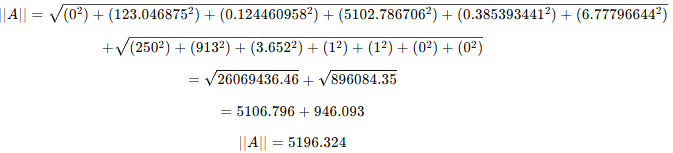 ||A|| = √(0²) + (123.046875²) + (0.124460958²) + (5102.786706²) + (0.385393441²) + (6.77796644²)
+√(250²) + (913²) + (3.652²) + (1²) + (1²) + (0²) + (0²)
= √26069436.46 + √896084.35
= 5106.796 + 946.093
||A|| = 5196.324